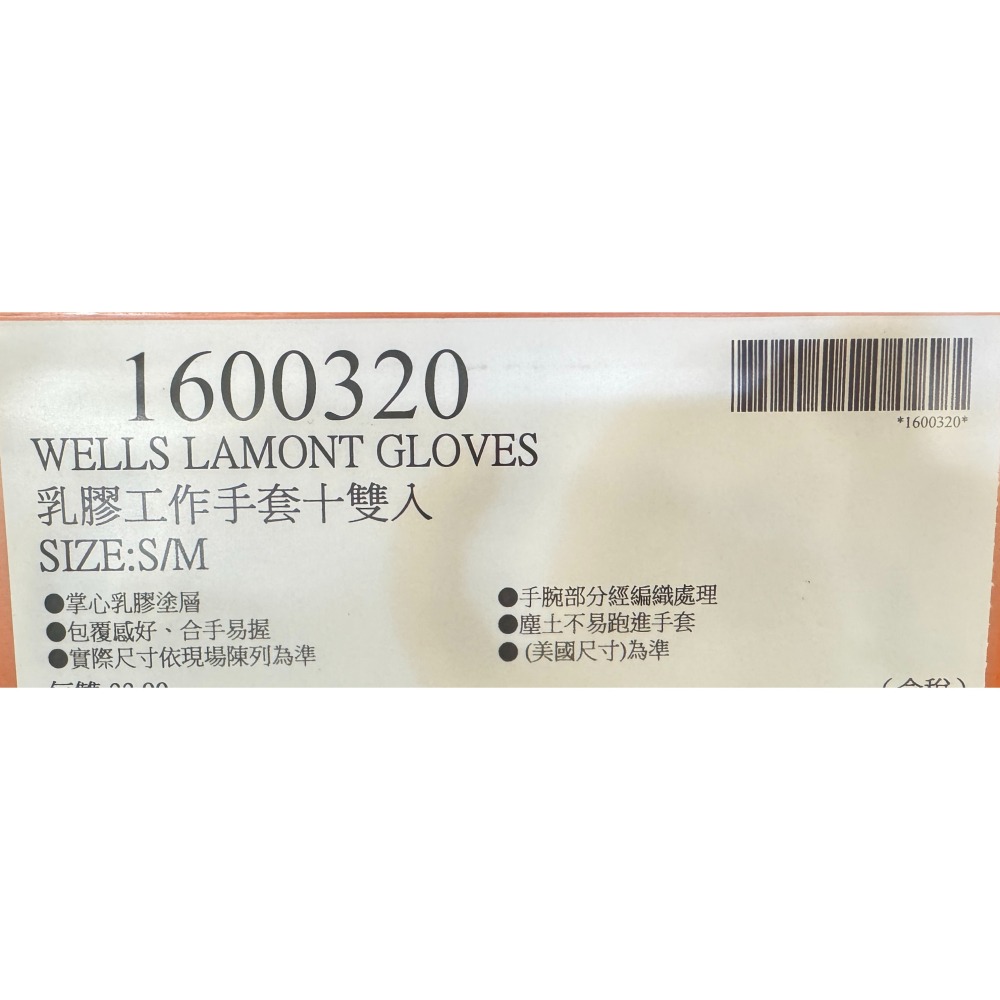 1600320
*1600320*
WELLS LAMONT GLOVES
乳膠工作手套十雙入
SIZE:S/M
●掌心乳膠塗層
●手腕部分經編織處理
●包覆感好、合手易握
●塵土不易跑進手套
●實際尺寸依現場陳列為準
●(美國尺寸)為準